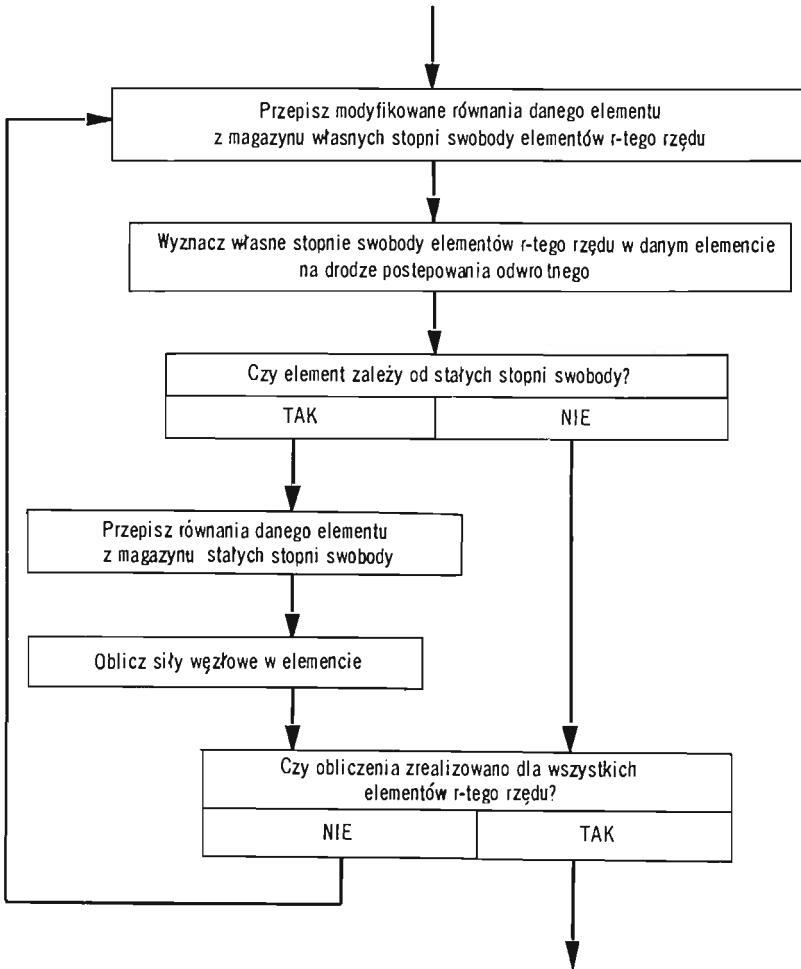 Przepisz modyfikowane równania danego elementu
z magazynu własnych stopni swobody elementów r-tego rzędu
Wyznacz własne stopnie swobody elementów r-tego rzędu w danym elemencie
na drodze postepowania odwrotnego
Czy element zależy od stałych stopni swobody?
TAK
NIE
Przepisz równania danego elementu
z magazynu stałych stopni swobody
Oblicz siły węzłowe w elemencie
Czy obliczenia zrealizowano dla wszystkich
elementów r-tego rzędu?
NIE
TAK